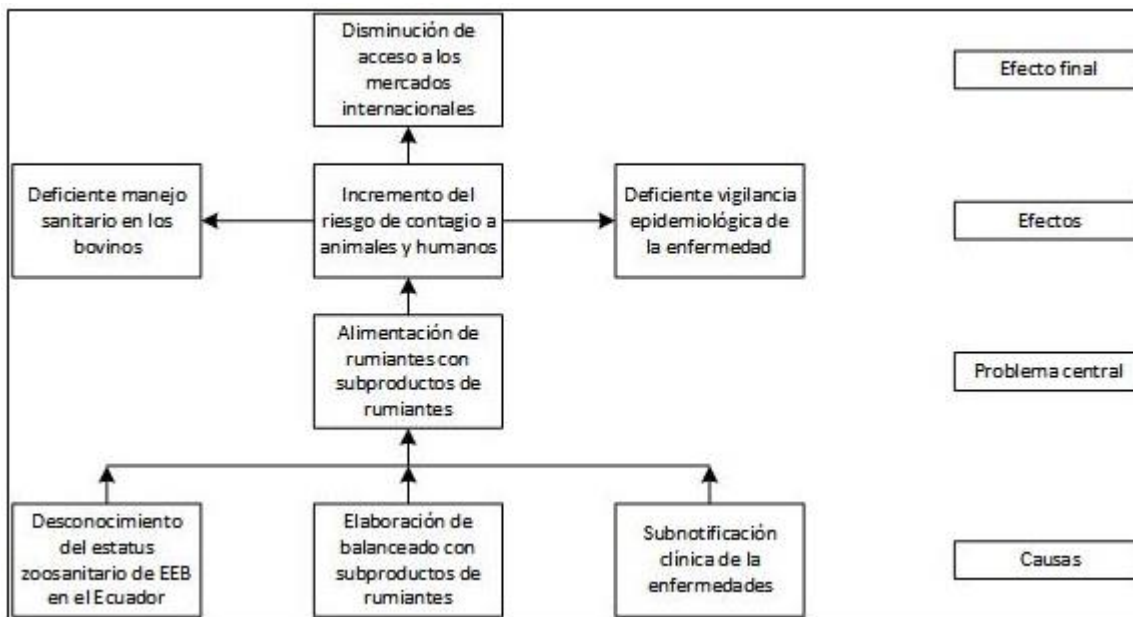 Disminución de
acceso a los
mercados
internacionales
Efecto final
Deficiente manejo
sanitario en los
bovinos
Incremento del
riesgo de contagio a
animales y humanos
Deficiente vigilancia
epidemiológica de
la enfermedad
Efectos
Alimentación de
rumiantes con
subproductos de
rumiantes
Problema central
Desconocimiento
del estatus
zoosanitario de EEB
en el Ecuador
Elaboración de
balanceado con
subproductos de
rumiantes
Subnotificación
clínica de la
enfermedades
Causas